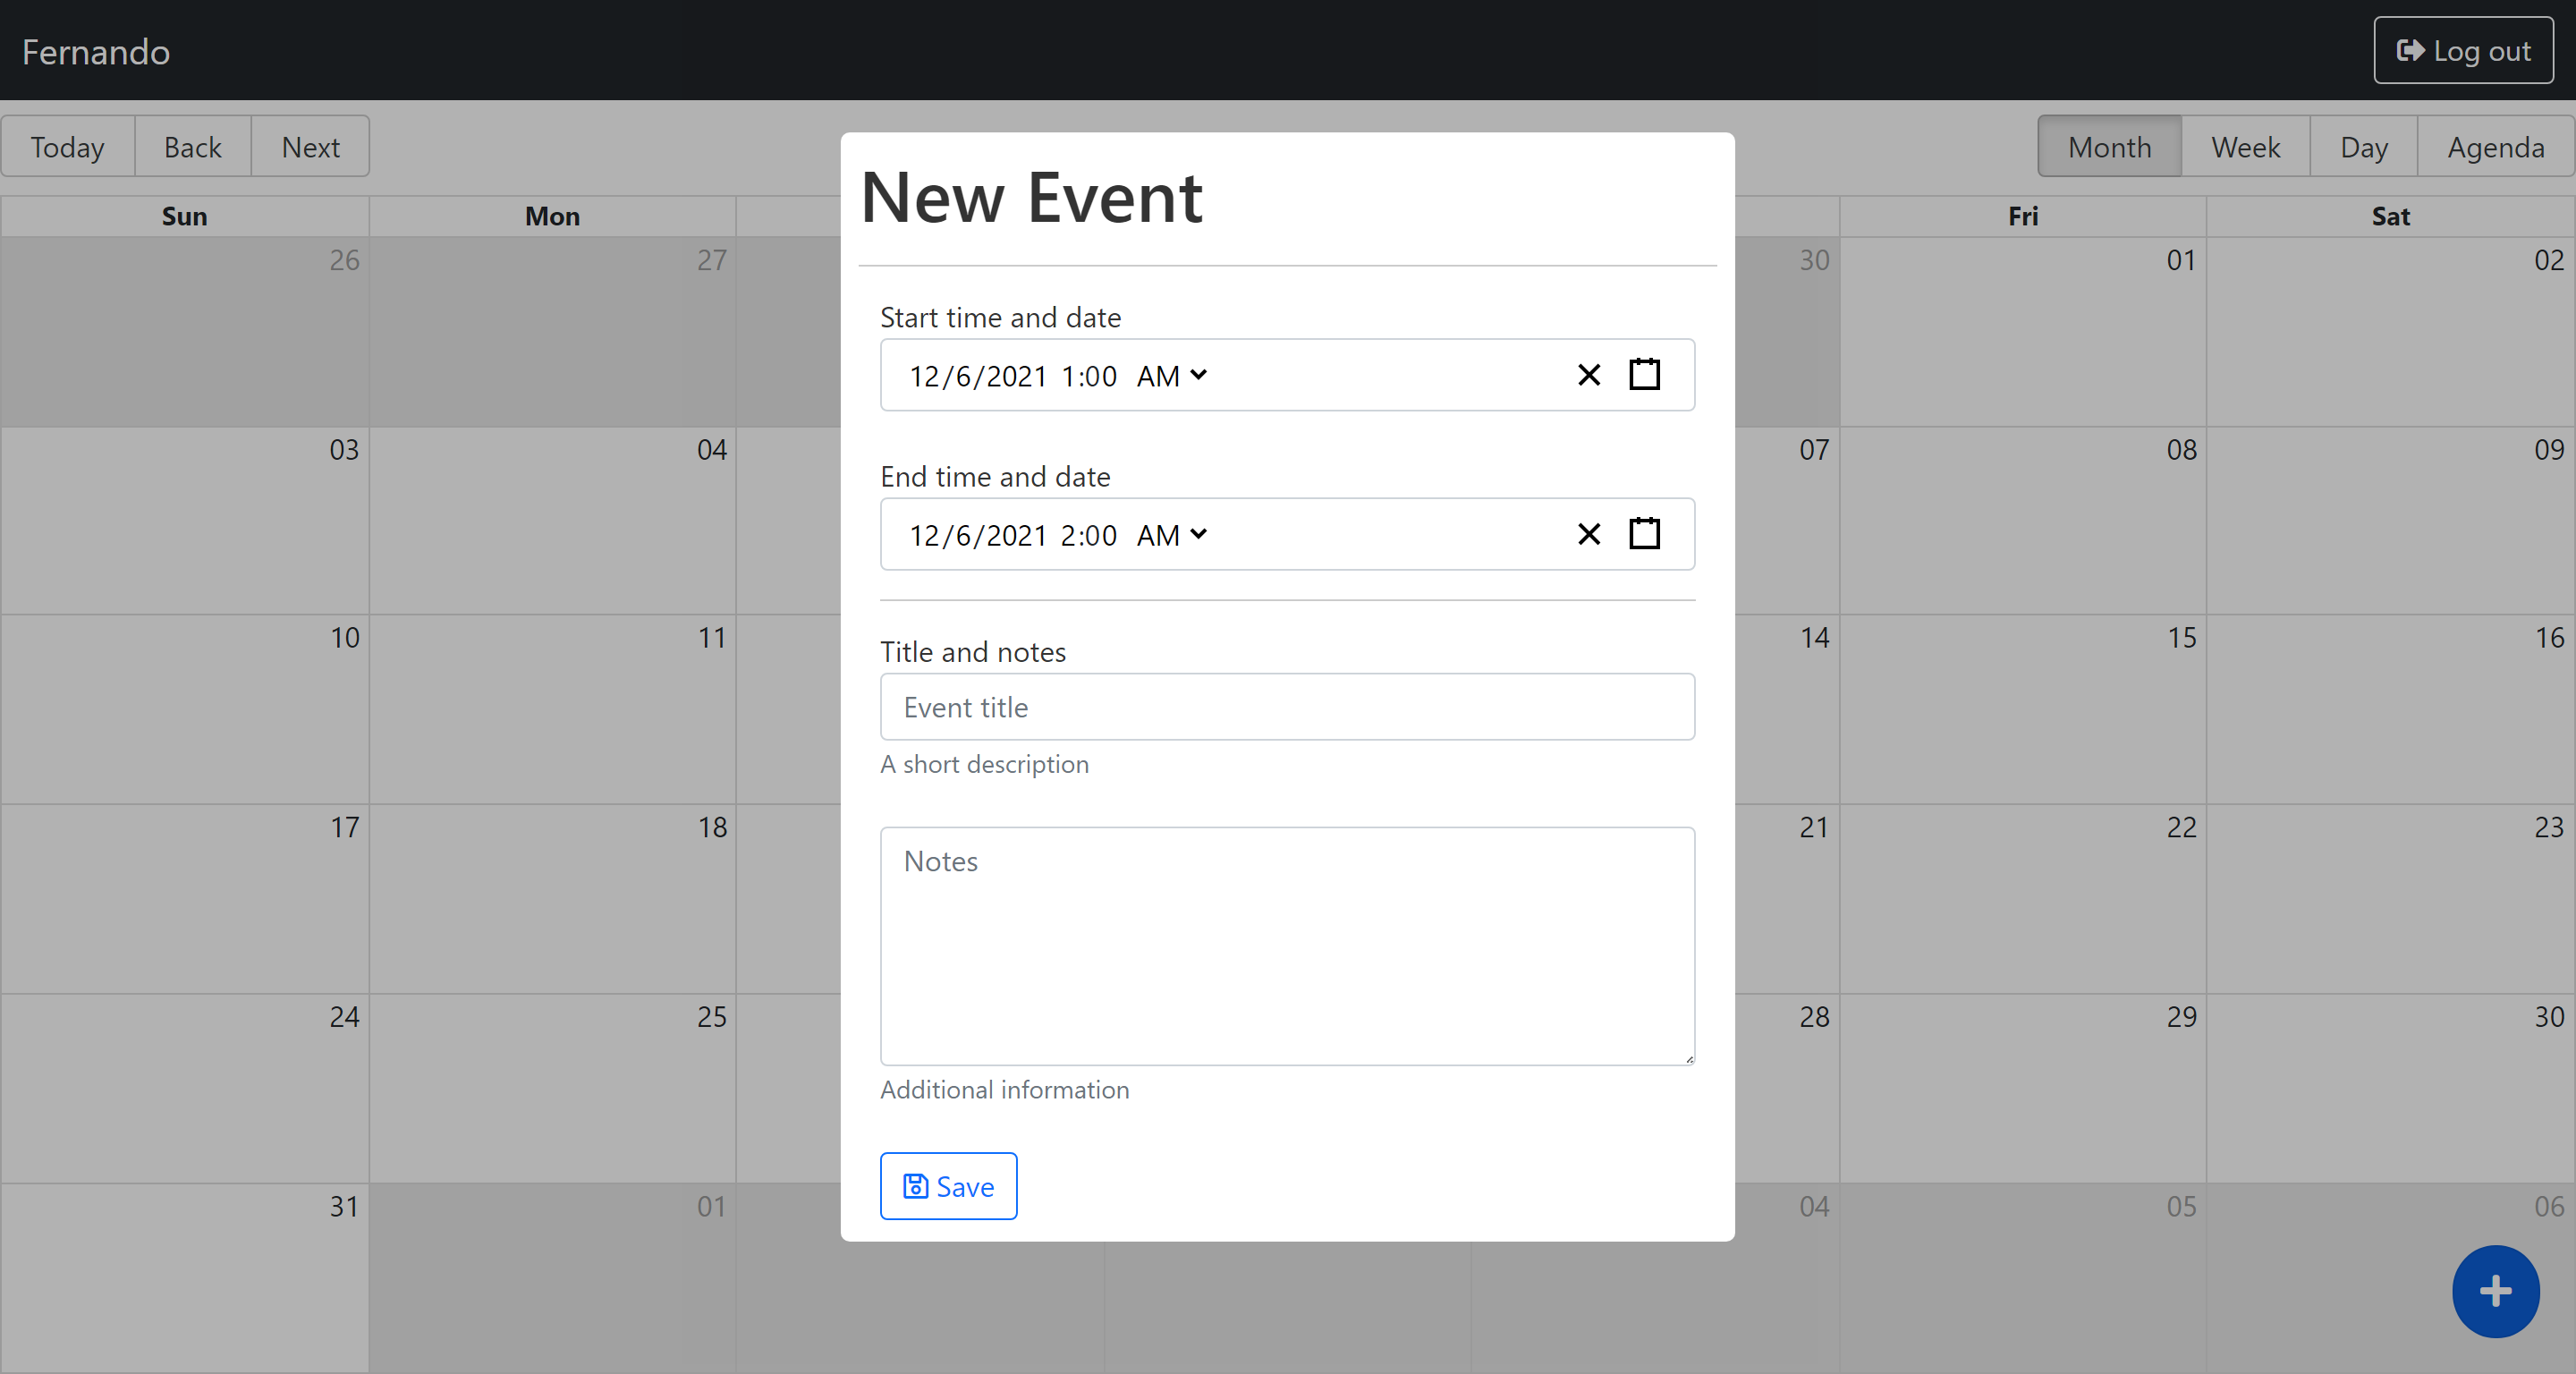 Fernando
Log out
Today Back Next
Month Week Day Agenda
Sun Mon Fri Sat
26 27 30 01 02
03 04 07 08 09
10 11 14 15 16
17 18 21 22 23
24 25 28 29 30
31 01 04 05 06
New Event
Start time and date
12/6/2021 1:00 AM
End time and date
12/6/2021 2:00 AM
Title and notes
Event title
A short description
Notes
Additional information
Save